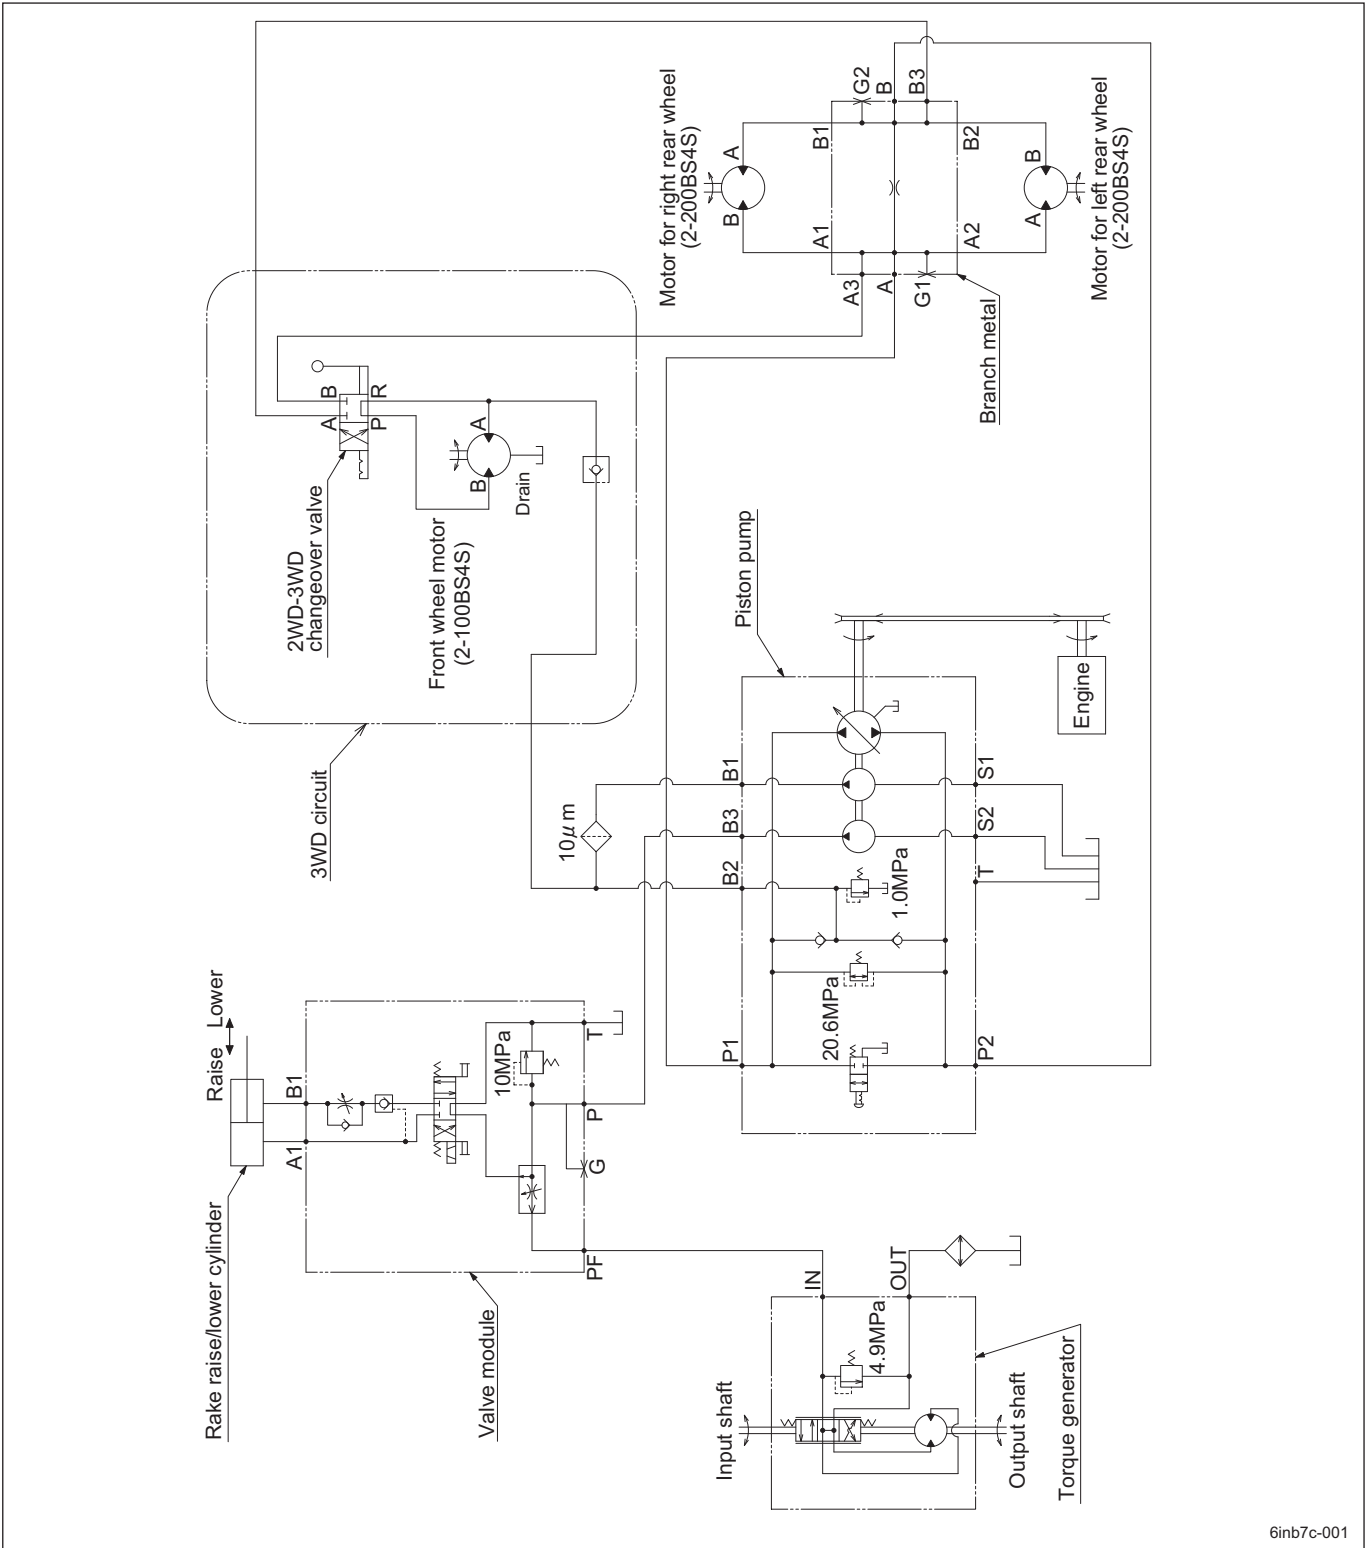 Rake raise/lower cylinder
Raise
Lower
A1
B1
Valve module
10MPa
T
P
G
PF
Input shaft
Output shaft
Torque generator
IN
OUT
4.9MPa
3WD circuit
2WD-3WD
changeover valve
A
B
P
R
Front wheel motor
(2-100BS4S)
A
B
Drain
10μm
Piston pump
B1
B3
B2
P1
20.6MPa
1.0MPa
S1
S2
T
P2
Engine
Motor for right rear wheel
(2-200BS4S)
A
B
A1
B1
G2
B
B3
A3
A
G1
A2
B2
B
A
Motor for left rear wheel
(2-200BS4S)
Branch metal
6inb7c-001